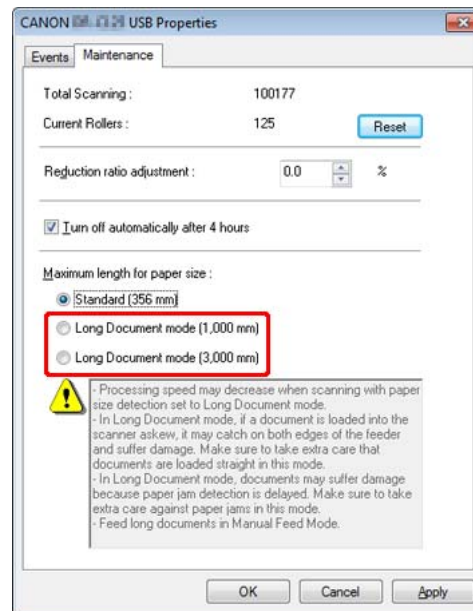 CANON USB Properties
Events Maintenance
Total Scanning : 100177
Current Rollers : 125 Reset
Reduction ratio adjustment : 0.0 %
Turn off automatically after 4 hours
Maximum length for paper size :
Standard (356 mm)
Long Document mode (1,000 mm)
Long Document mode (3,000 mm)
- Processing speed may decrease when scanning with paper
size detection set to Long Document mode.
- In Long Document mode, if a document is loaded into the
scanner askew, it may catch on both edges of the feeder
and suffer damage. Make sure to take extra care that
documents are loaded straight in this mode.
- In Long Document mode, documents may suffer damage
because paper jam detection is delayed. Make sure to take
extra care against paper jams in this mode.
- Feed long documents in Manual Feed Mode.
OK Cancel Apply